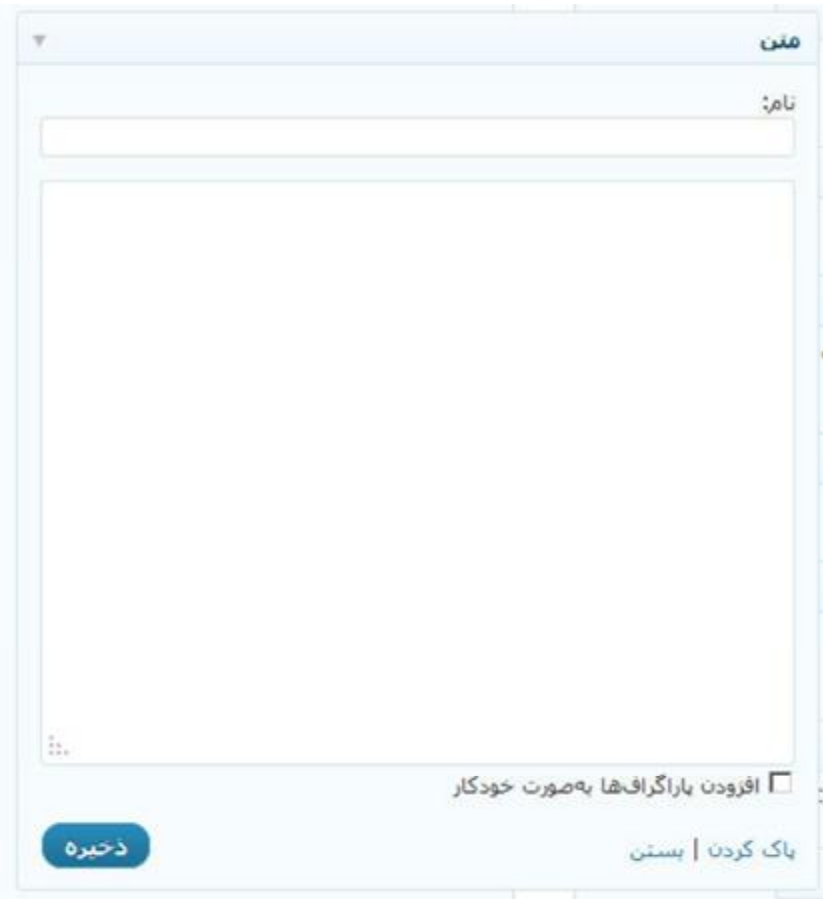 متن
نام:
افزودن پاراگراف‌ها به‌صورت خودکار
پاک کردن | بستن
ذخیره